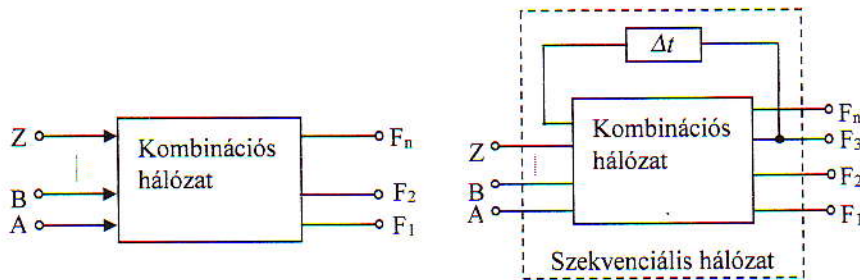 Z
B
A
Kombinációs
hálózat
Fn
F2
F1
Δt
Z
B
A
Kombinációs
hálózat
Fn
F3
F2
F1
Szekvenciális hálózat